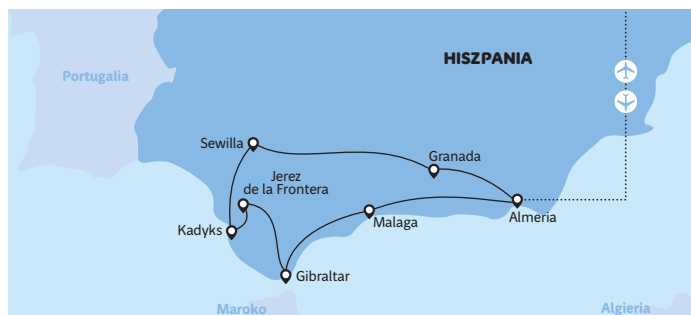 HISZPANIA
Portugalia
Sewilla
Granada
Jerez
de la Frontera
Almeria
Malaga
Kadyks
Gibraltar
Maroko
Algieria